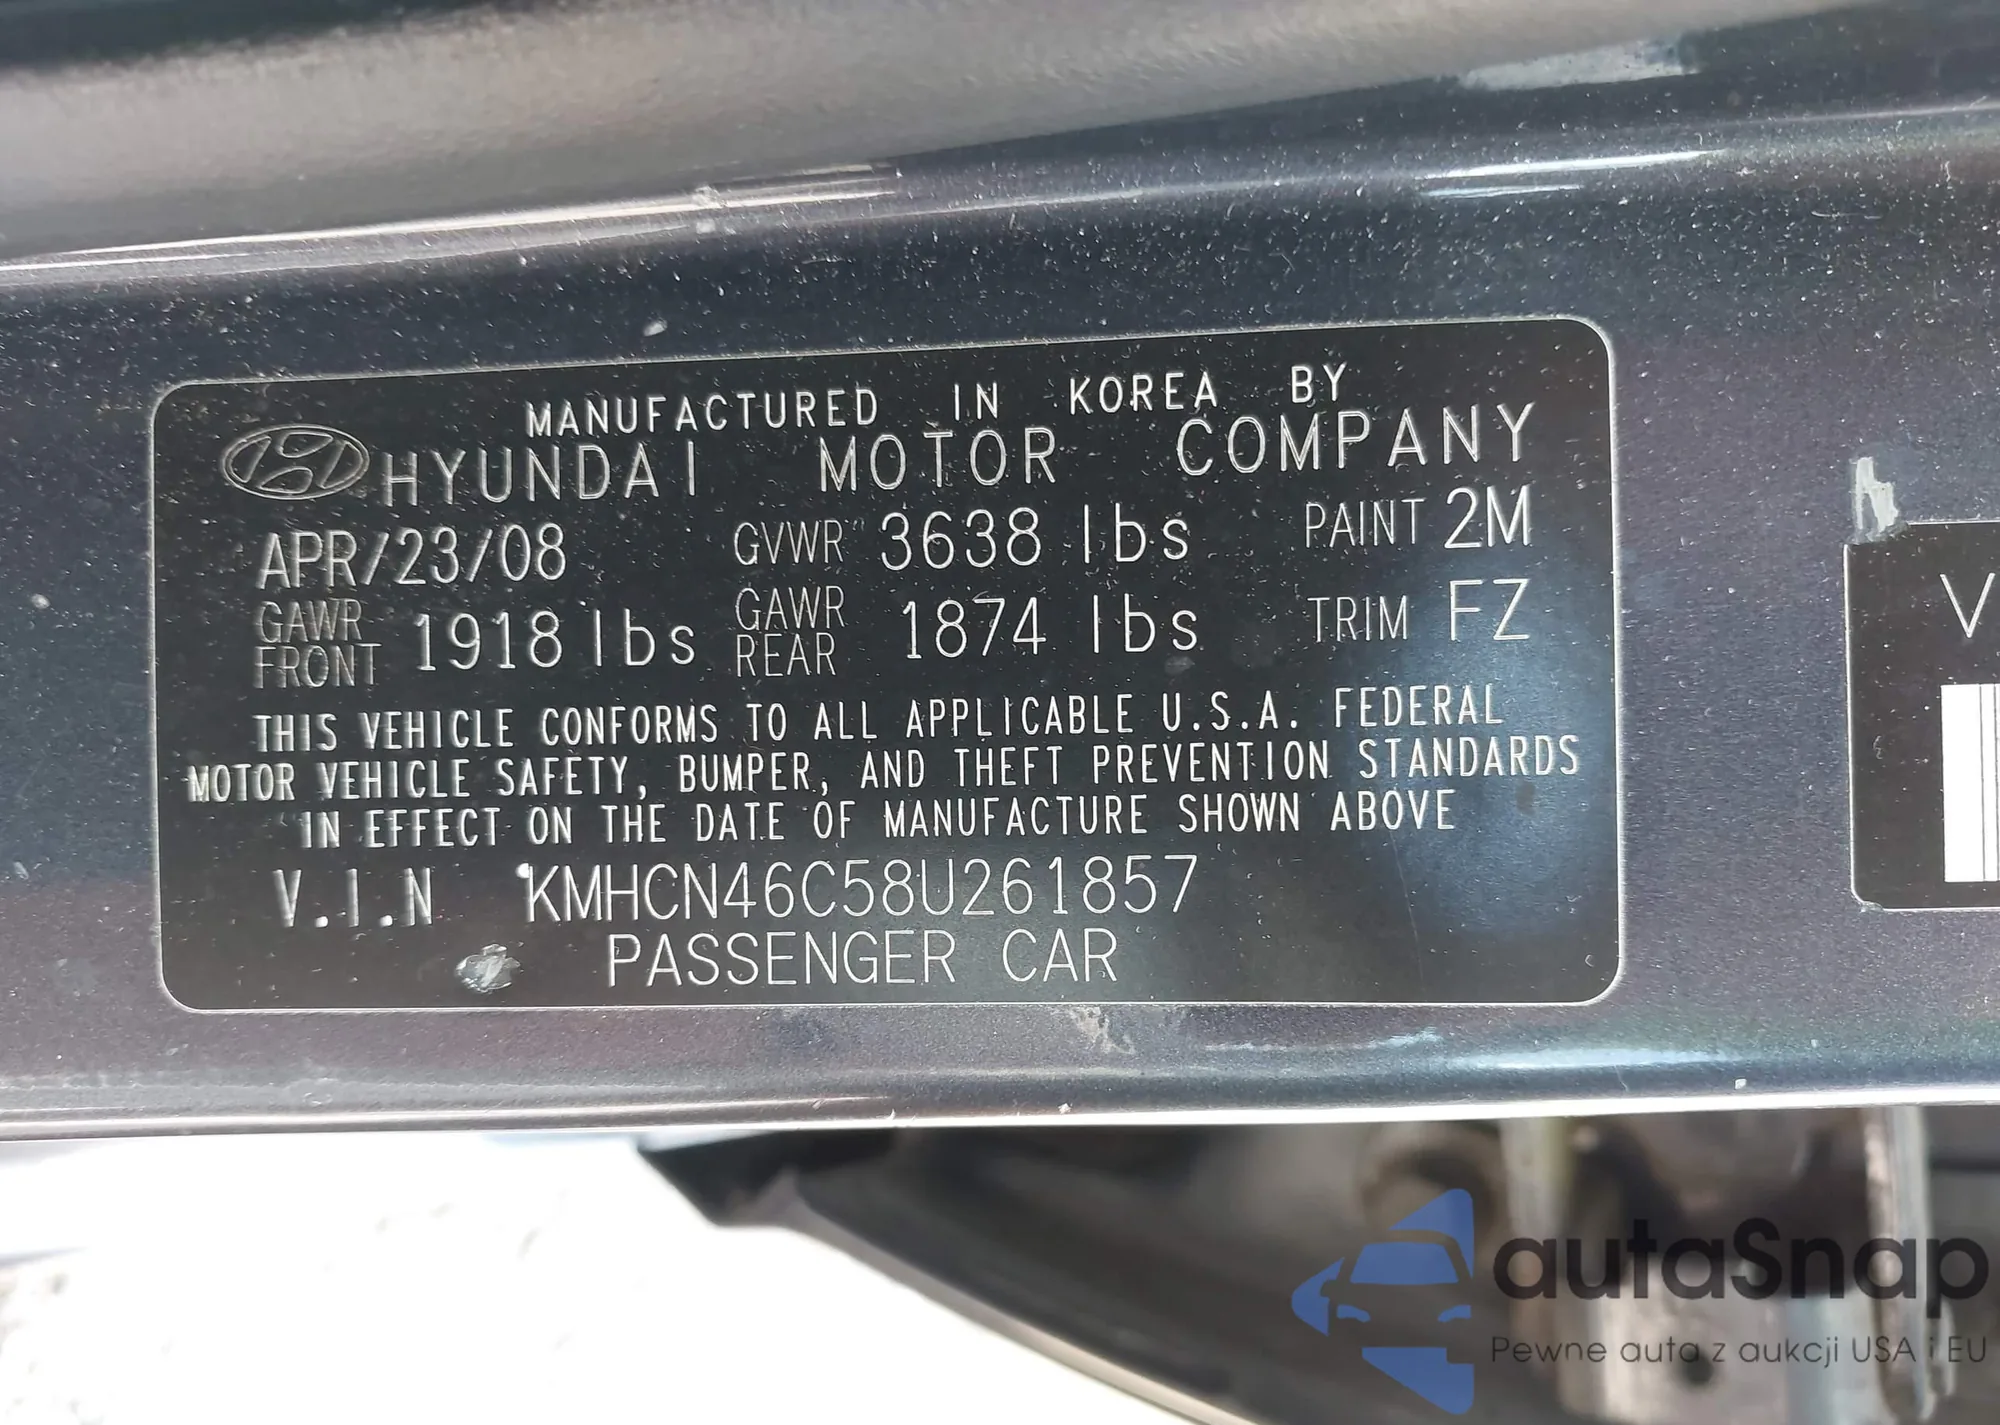 MANUFACTURED IN KOREA BY
HYUNDAI MOTOR COMPANY
APR/23/08 GVWR 3638 lbs PAINT 2M
GAWR FRONT 1918 lbs GAWR REAR 1874 lbs TRIM FZ
THIS VEHICLE CONFORMS TO ALL APPLICABLE U.S.A. FEDERAL
MOTOR VEHICLE SAFETY, BUMPER, AND THEFT PREVENTION STANDARDS
IN EFFECT ON THE DATE OF MANUFACTURE SHOWN ABOVE
V.I.N KMHCN46C58U261857
PASSENGER CAR
V
autaSnap
Pewne auta z aukcji USA i EU